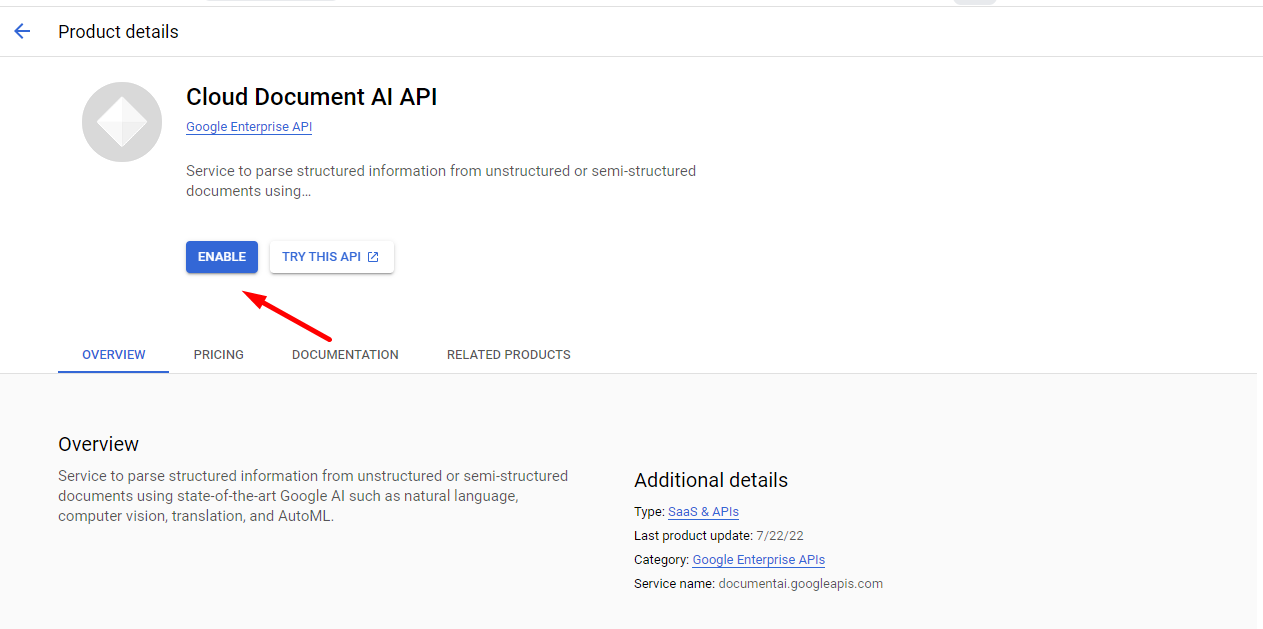 Product details
Cloud Document AI API
Google Enterprise API
Service to parse structured information from unstructured or semi-structured
documents using...
ENABLE
TRY THIS API
OVERVIEW
PRICING
DOCUMENTATION
RELATED PRODUCTS
Overview
Service to parse structured information from unstructured or semi-structured
documents using state-of-the-art Google AI such as natural language,
computer vision, translation, and AutoML.
Additional details
Type: SaaS & APIs
Last product update: 7/22/22
Category: Google Enterprise APIs
Service name: documentai.googleapis.com